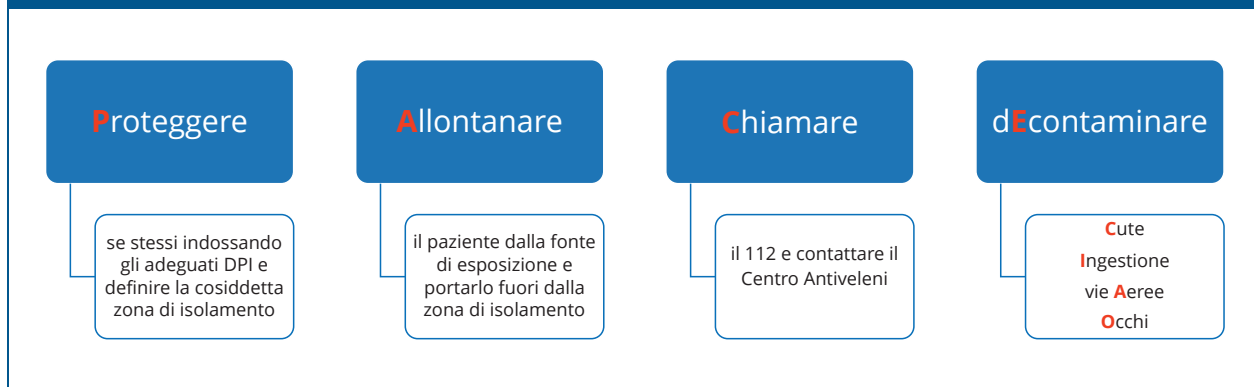 Proteggere
se stessi indossando
gli adeguati DPI e
definire la cosiddetta
zona di isolamento
Allontanare
il paziente dalla fonte
di esposizione e
portarlo fuori dalla
zona di isolamento
Chiamare
il 112 e contattare il
Centro Antiveleni
dEcontaminare
Cute
Ingestione
vie Aeree
Occhi